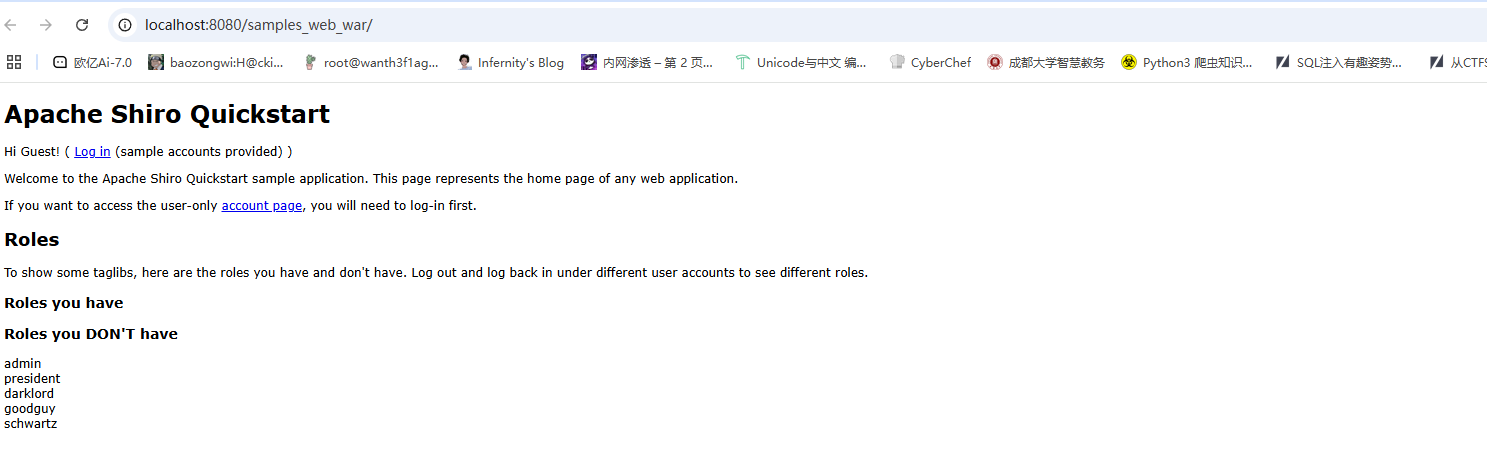 localhost:8080/samples_web_war/
欧亿Ai-7.0 baozongwi:H@cki... root@wanth3f1ag... Infernity's Blog 内网渗透 – 第 2 页... Unicode与中文 编... CyberChef 成都大学智慧教务 Python3 爬虫知识... SQL注入有趣姿势... 从CTFS
Apache Shiro Quickstart
Hi Guest! ( Log in (sample accounts provided) )
Welcome to the Apache Shiro Quickstart sample application. This page represents the home page of any web application.
If you want to access the user-only account page, you will need to log-in first.
Roles
To show some taglibs, here are the roles you have and don't have. Log out and log back in under different user accounts to see different roles.
Roles you have
Roles you DON'T have
admin
president
darklord
goodguy
schwartz